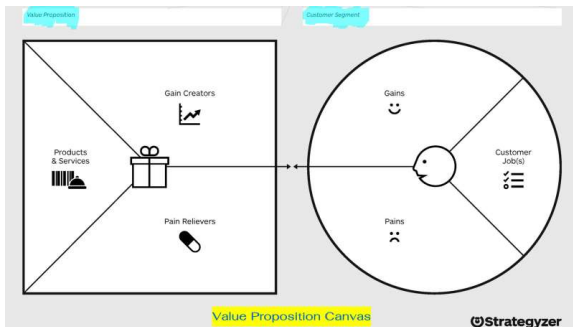 Value Proposition
Customer Segment
Gain Creators
Gains
Products
& Services
Customer
Job(s)
Pain Relievers
Pains
Value Proposition Canvas
Strategyzer